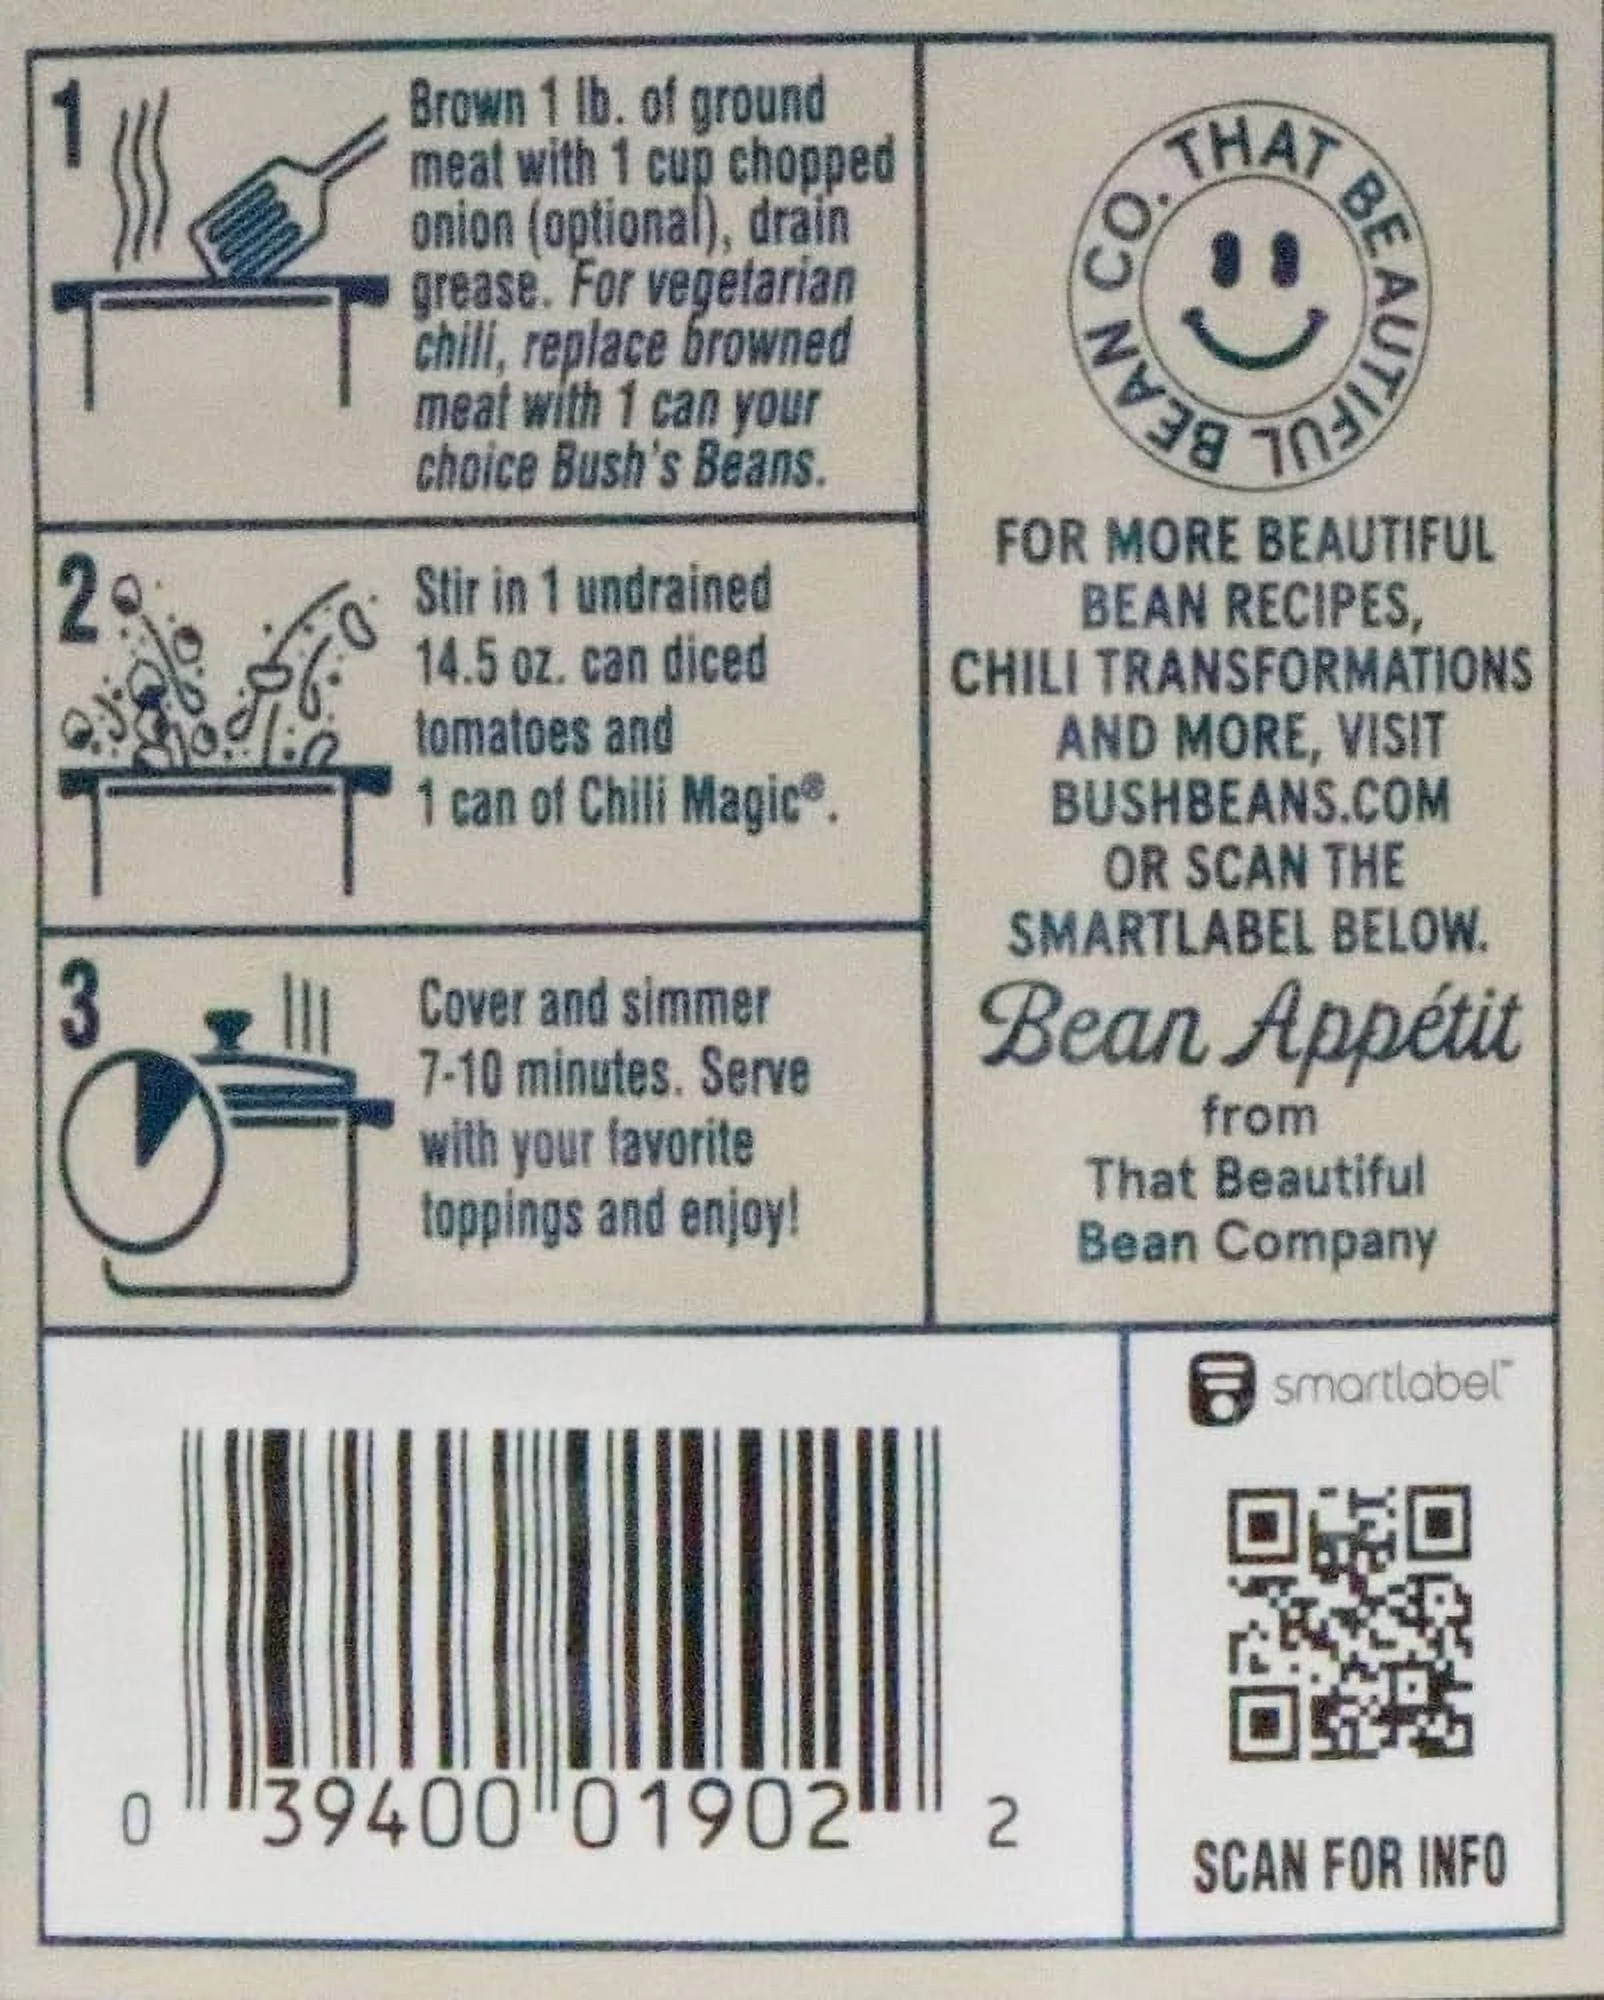 1
Brown 1 lb. of ground
meat with 1 cup chopped
onion (optional), drain
grease. For vegetarian
chili, replace browned
meat with 1 can your
choice Bush's Beans.
2
Stir in 1 undrained
14.5 oz. can diced
tomatoes and
1 can of Chili Magic®.
3
Cover and simmer
7-10 minutes. Serve
with your favorite
toppings and enjoy!
THAT BEAUTIFUL BEAN CO.
FOR MORE BEAUTIFUL
BEAN RECIPES,
CHILI TRANSFORMATIONS
AND MORE, VISIT
BUSHBEANS.COM
OR SCAN THE
SMARTLABEL BELOW.
Bean Appétit
from
That Beautiful
Bean Company
0 39400 01902 2
smartlabel™
SCAN FOR INFO